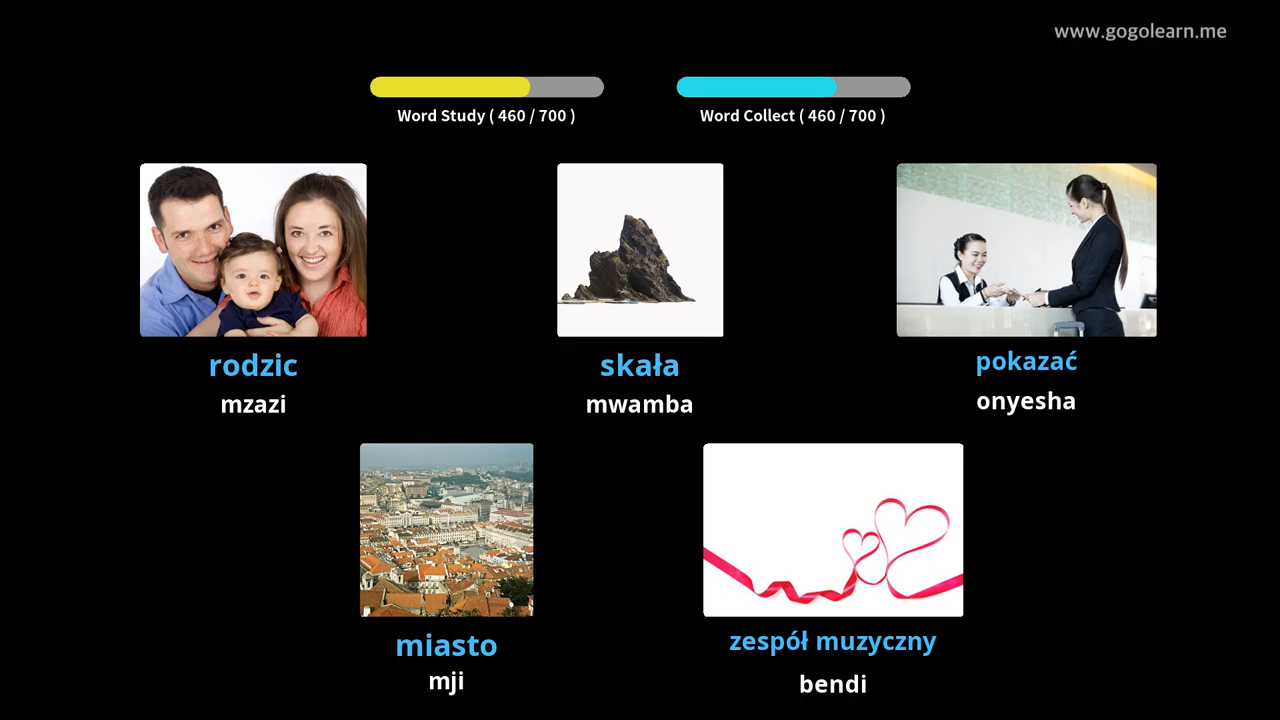 www.gogolearn.me
Word Study ( 460 / 700 )
Word Collect ( 460 / 700 )
rodzic
mzazi
skała
mwamba
pokazać
onyesha
miasto
mji
zespół muzyczny
bendi